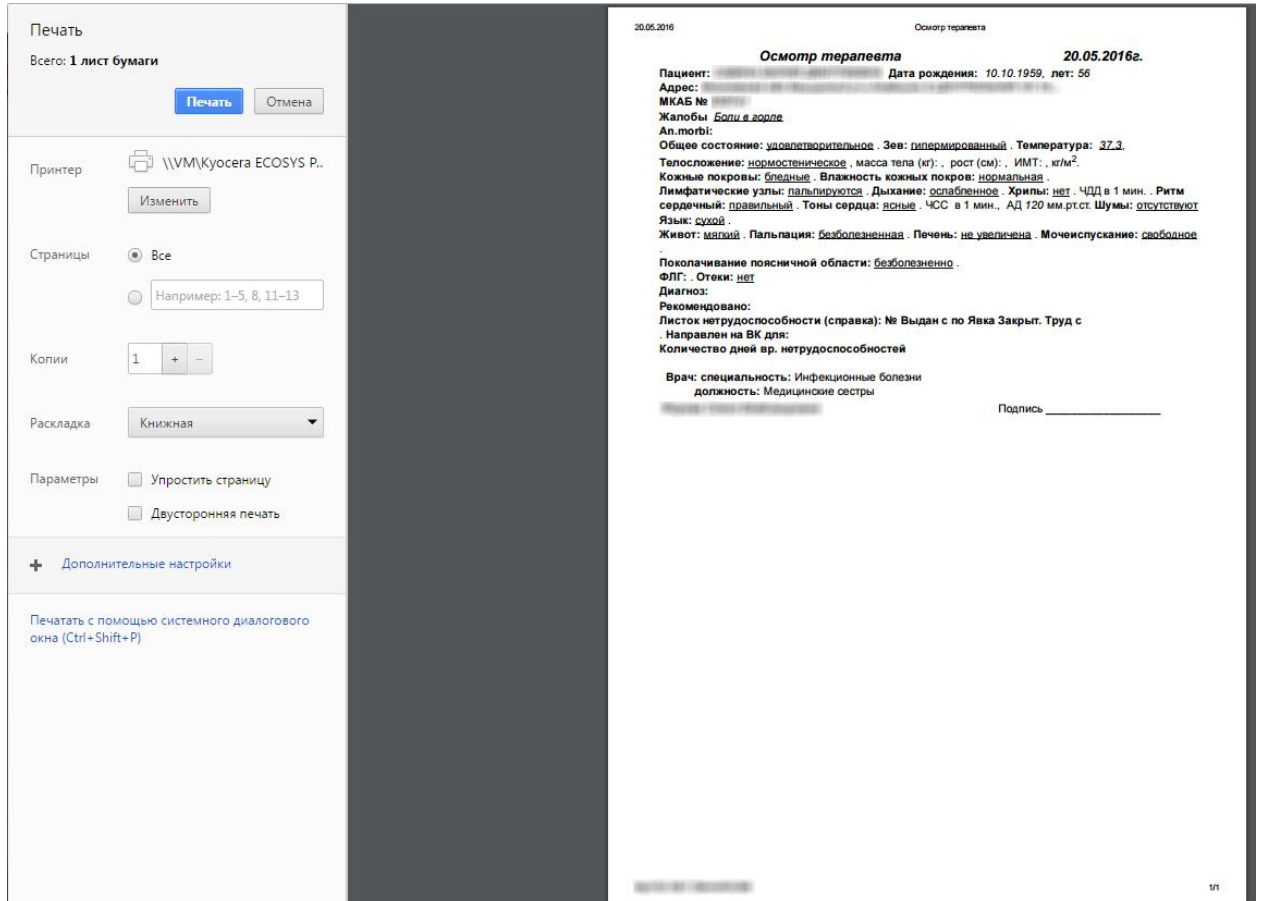 Печать
Всего: 1 лист бумаги
Печать
Отмена
Принтер
\\VM\Kyocera ECOSYS P..
Изменить
Страницы
Все
Например: 1–5, 8, 11–13
Копии
1
+
−
Раскладка
Книжная
Параметры
Упростить страницу
Двусторонняя печать
+ Дополнительные настройки
Печатать с помощью системного диалогового
окна (Ctrl+Shift+P)
20.05.2016 Осмотр терапевта
Осмотр терапевта 20.05.2016г.
Пациент: Дата рождения: 10.10.1959, лет: 56
Адрес:
МКАБ №
Жалобы Боли в горле
An.morbi:
Общее состояние: удовлетворительное . Зев: гипермированный . Температура: 37,3,
Телосложение: нормостеническое , масса тела (кг): , рост (см): , ИМТ: , кг/м².
Кожные покровы: бледные . Влажность кожных покров: нормальная .
Лимфатические узлы: пальпируются . Дыхание: ослабленное . Хрипы: нет . ЧДД в 1 мин. . Ритм
сердечный: правильный . Тоны сердца: ясные . ЧСС в 1 мин., АД 120 мм.рт.ст. Шумы: отсутствуют
Язык: сухой .
Живот: мягкий . Пальпация: безболезненная . Печень: не увеличена . Мочеиспускание: свободное
.
Поколачивание поясничной области: безболезненно .
ФЛГ: . Отеки: нет
Диагноз:
Рекомендовано:
Листок нетрудоспособности (справка): № Выдан с по Явка Закрыт. Труд с
. Направлен на ВК для:
Количество дней вр. нетрудоспособностей
Врач: специальность: Инфекционные болезни
должность: Медицинские сестры
Подпись ___________________
1/1